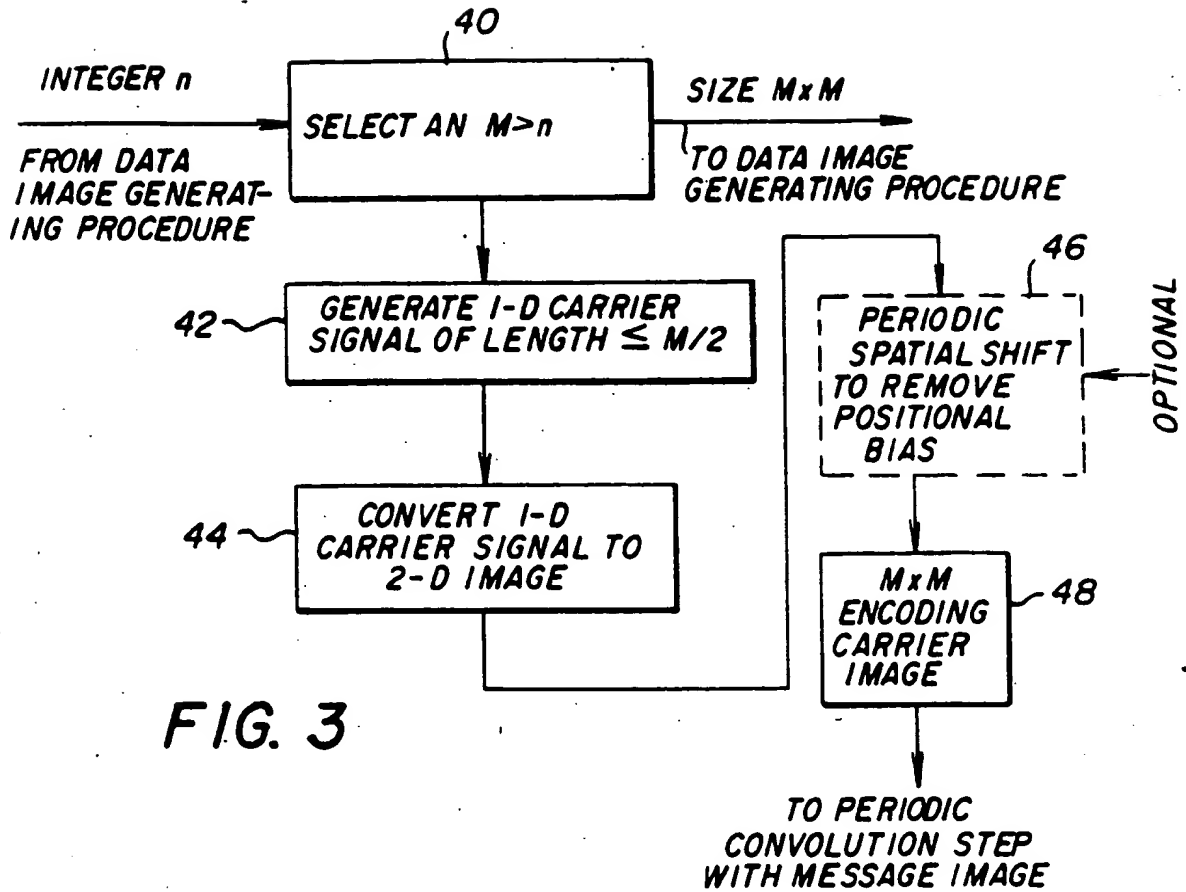 40
INTEGER n
SELECT AN M>n
SIZE M×M
FROM DATA
IMAGE GENERAT-
ING PROCEDURE
TO DATA IMAGE
GENERATING PROCEDURE
42
GENERATE 1-D CARRIER
SIGNAL OF LENGTH ≤ M/2
44
CONVERT 1-D
CARRIER SIGNAL TO
2-D IMAGE
46
PERIODIC
SPATIAL SHIFT
TO REMOVE
POSITIONAL
BIAS
OPTIONAL
M×M
ENCODING
CARRIER
IMAGE
48
FIG. 3
TO PERIODIC
CONVOLUTION STEP
WITH MESSAGE IMAGE